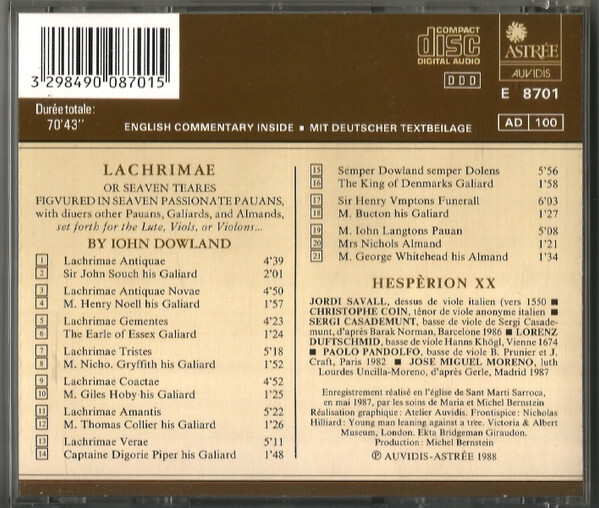 3 298490 087015
COMPACT
disc
DIGITAL AUDIO
D D D
ASTRÉE
AUVIDIS
E 8701
AD 100
Durée totale:
70'43"
ENGLISH COMMENTARY INSIDE ■ MIT DEUTSCHER TEXTBEILAGE
LACHRIMAE
OR SEAVEN TEARES
FIGVURED IN SEAVEN PASSIONATE PAUANS,
with diuers other Pauans, Galiards, and Almands,
set forth for the Lute, Viols, or Violons...
BY IOHN DOWLAND
1 Lachrimae Antiquae 4'39
2 Sir John Souch his Galiard 2'01
3 Lachrimae Antiquae Novae 4'50
4 M. Henry Noell his Galiard 1'57
5 Lachrimae Gementes 4'23
6 The Earle of Essex Galiard 1'24
7 Lachrimae Tristes 5'18
8 M. Nicho. Gryffith his Galiard 1'52
9 Lachrimae Coactae 4'52
10 M. Giles Hoby his Galiard 1'25
11 Lachrimae Amantis 5'22
12 M. Thomas Collier his Galiard 1'26
13 Lachrimae Verae 5'11
14 Captaine Digorie Piper his Galiard 1'48
15 Semper Dowland semper Dolens 5'56
16 The King of Denmarks Galiard 1'58
17 Sir Henry Vmptons Funerall 6'03
18 M. Bucton his Galiard 1'27
19 M. Iohn Langtons Pauan 5'08
20 Mrs Nichols Almand 1'21
21 M. George Whitehead his Almand 1'34
HESPÈRION XX
JORDI SAVALL, dessus de viole italien (vers 1550 ■
CHRISTOPHE COIN, ténor de viole anonyme italien ■
SERGI CASADEMUNT, basse de viole de Sergi Casade-
munt, d'après Barak Norman, Barcelone 1986 ■ LORENZ
DUFTSCHMID, basse de viole Hanns Khögl, Vienne 1674
■ PAOLO PANDOLFO, basse de viole B. Prunier et J.
Craft, Paris 1982 ■ JOSE MIGUEL MORENO, luth
Lourdes Uncilla-Moreno, d'après Gerle, Madrid 1987
Enregistrement réalisé en l'église de Sant Marti Sarroca,
en mai 1987, par les soins de Maria et Michel Bernstein
Réalisation graphique: Atelier Auvidis. Frontispice: Nicholas
Hilliard: Young man leaning against a tree. Victoria & Albert
Museum, London. Ekta Bridgeman Giraudon.
Production: Michel Bernstein
℗ AUVIDIS-ASTRÉE 1988